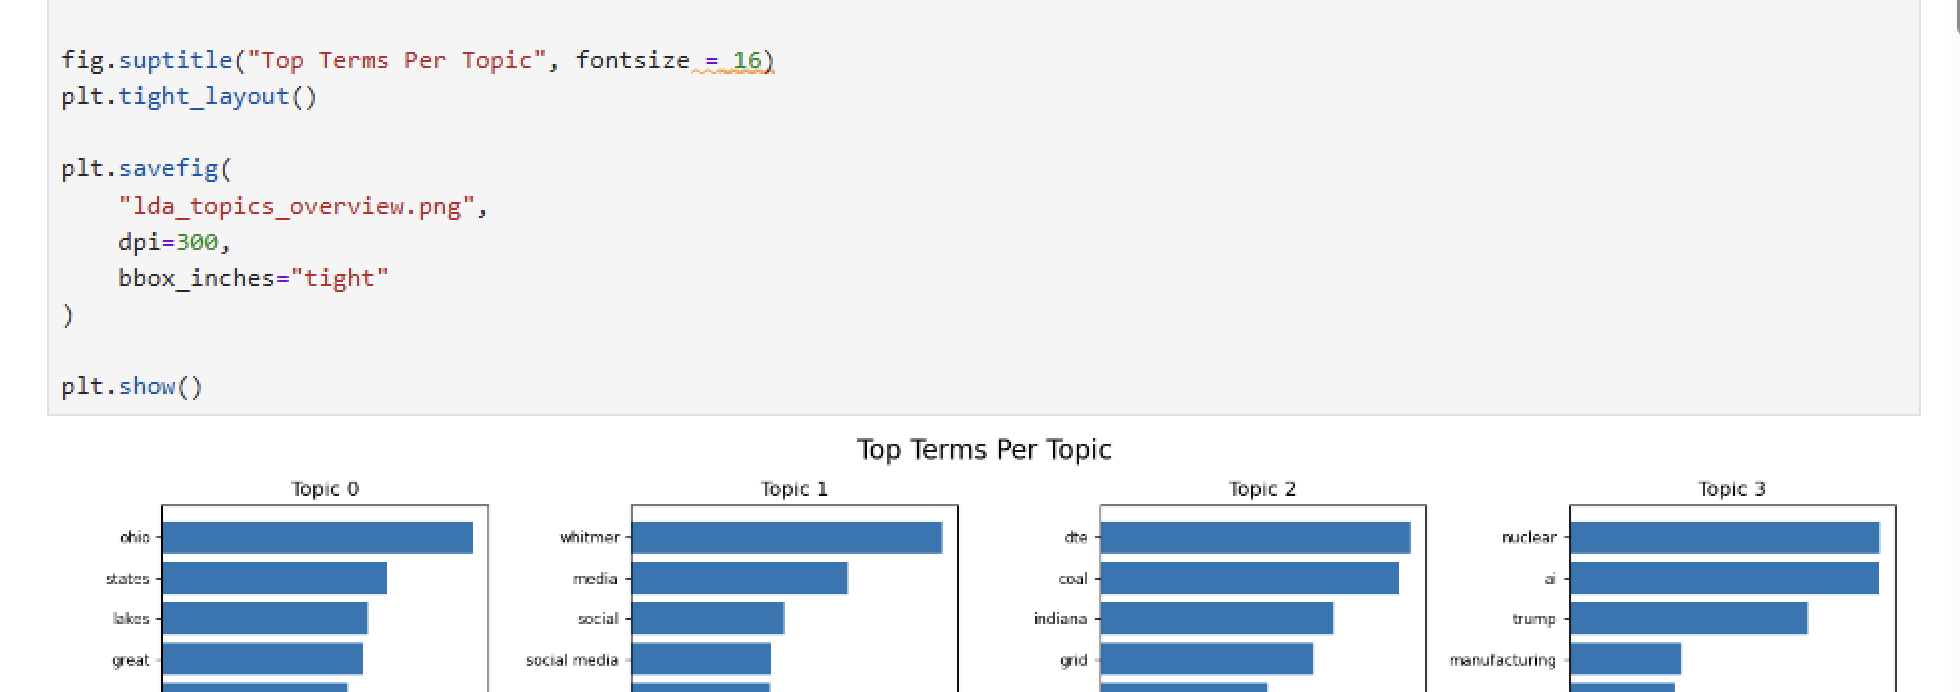 fig.suptitle("Top Terms Per Topic", fontsize = 16)
plt.tight_layout()
plt.savefig(
    "lda_topics_overview.png",
    dpi=300,
    bbox_inches="tight"
)
plt.show()
Top Terms Per Topic
Topic 0
ohio
states
lakes
great
Topic 1
whitmer
media
social
social media
Topic 2
dte
coal
indiana
grid
Topic 3
nuclear
ai
trump
manufacturing